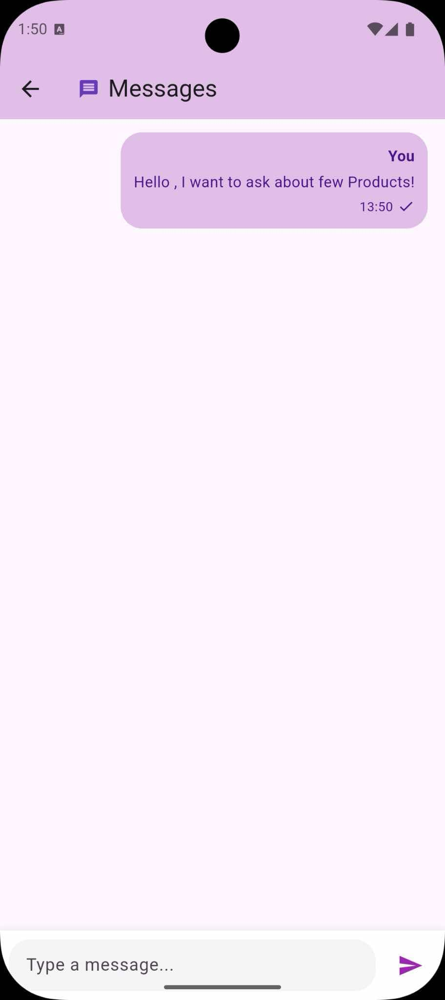 1:50
Messages
You
Hello , I want to ask about few Products!
13:50
Type a message...